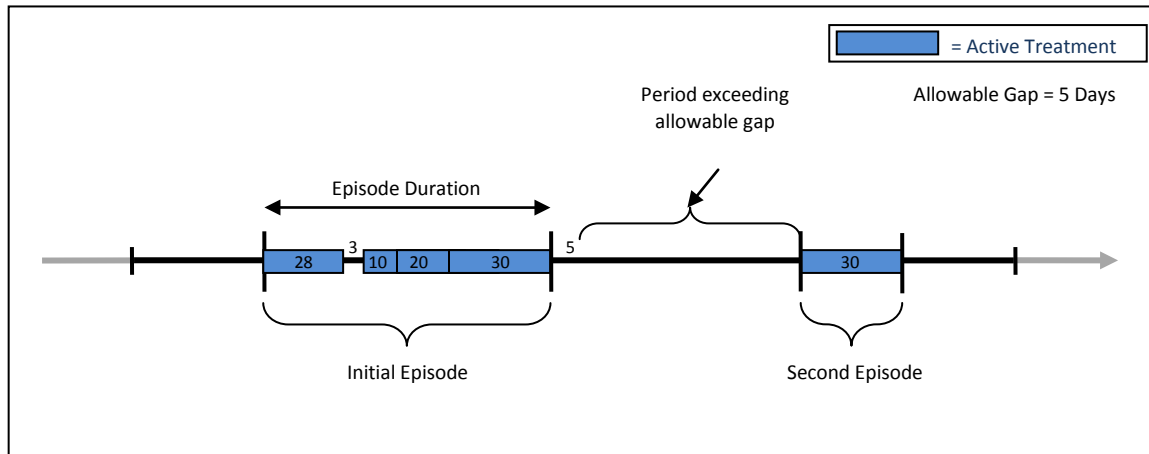 = Active Treatment
Period exceeding
allowable gap
Allowable Gap = 5 Days
Episode Duration
3
5
28
10
20
30
30
Initial Episode
Second Episode